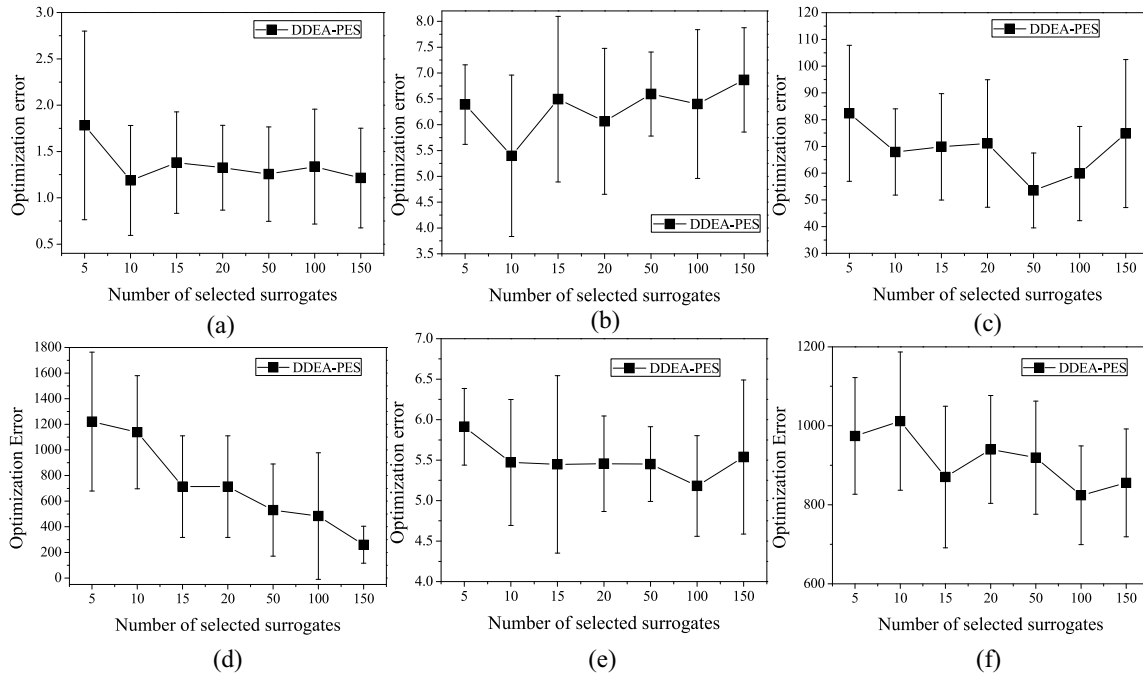 DDEA-PES
3.0
2.5
2.0
1.5
1.0
0.5
Optimization error
5 10 15 20 50 100 150
Number of selected surrogates
(a)
DDEA-PES
8.0
7.5
7.0
6.5
6.0
5.5
5.0
4.5
4.0
3.5
Optimization error
5 10 15 20 50 100 150
Number of selected surrogates
(b)
DDEA-PES
120
110
100
90
80
70
60
50
40
30
Optimization error
5 10 15 20 50 100 150
Number of selected surrogates
(c)
DDEA-PES
1800
1600
1400
1200
1000
800
600
400
200
0
Optimization Error
5 10 15 20 50 100 150
Number of selected surrogates
(d)
DDEA-PES
7.0
6.5
6.0
5.5
5.0
4.5
4.0
Optimization error
5 10 15 20 50 100 150
Number of selected surrogates
(e)
DDEA-PES
1200
1000
800
600
Optimization Error
5 10 15 20 50 100 150
Number of selected surrogates
(f)